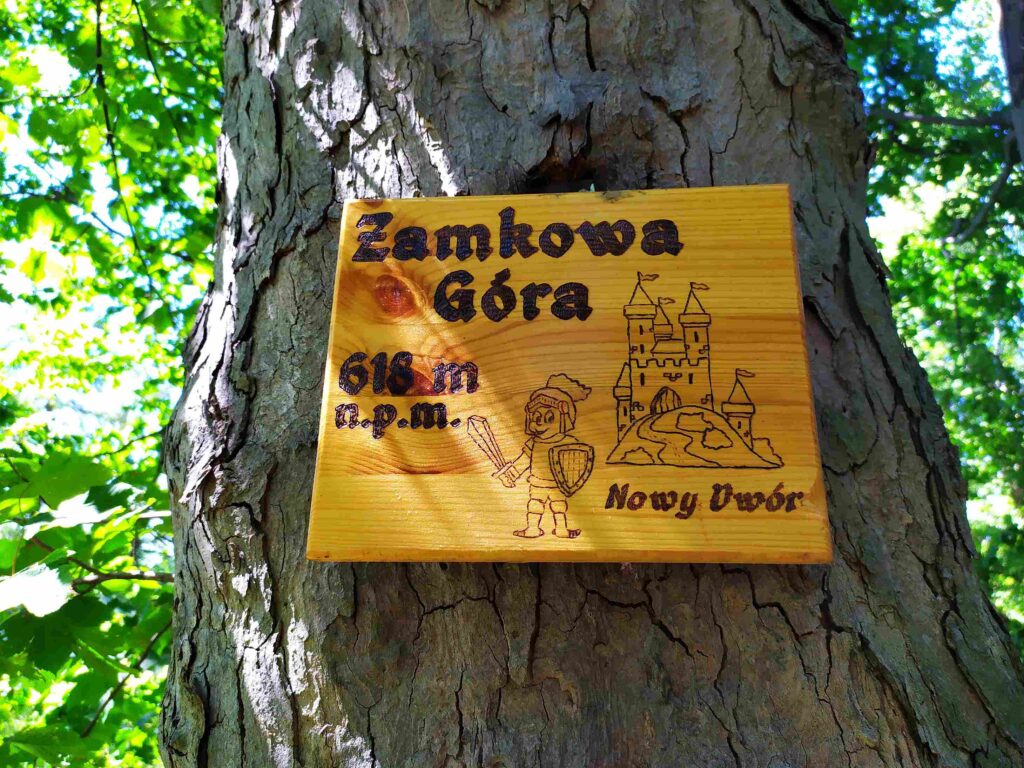 Zamkowa
Góra
618 m
n.p.m.
Nowy Dwór